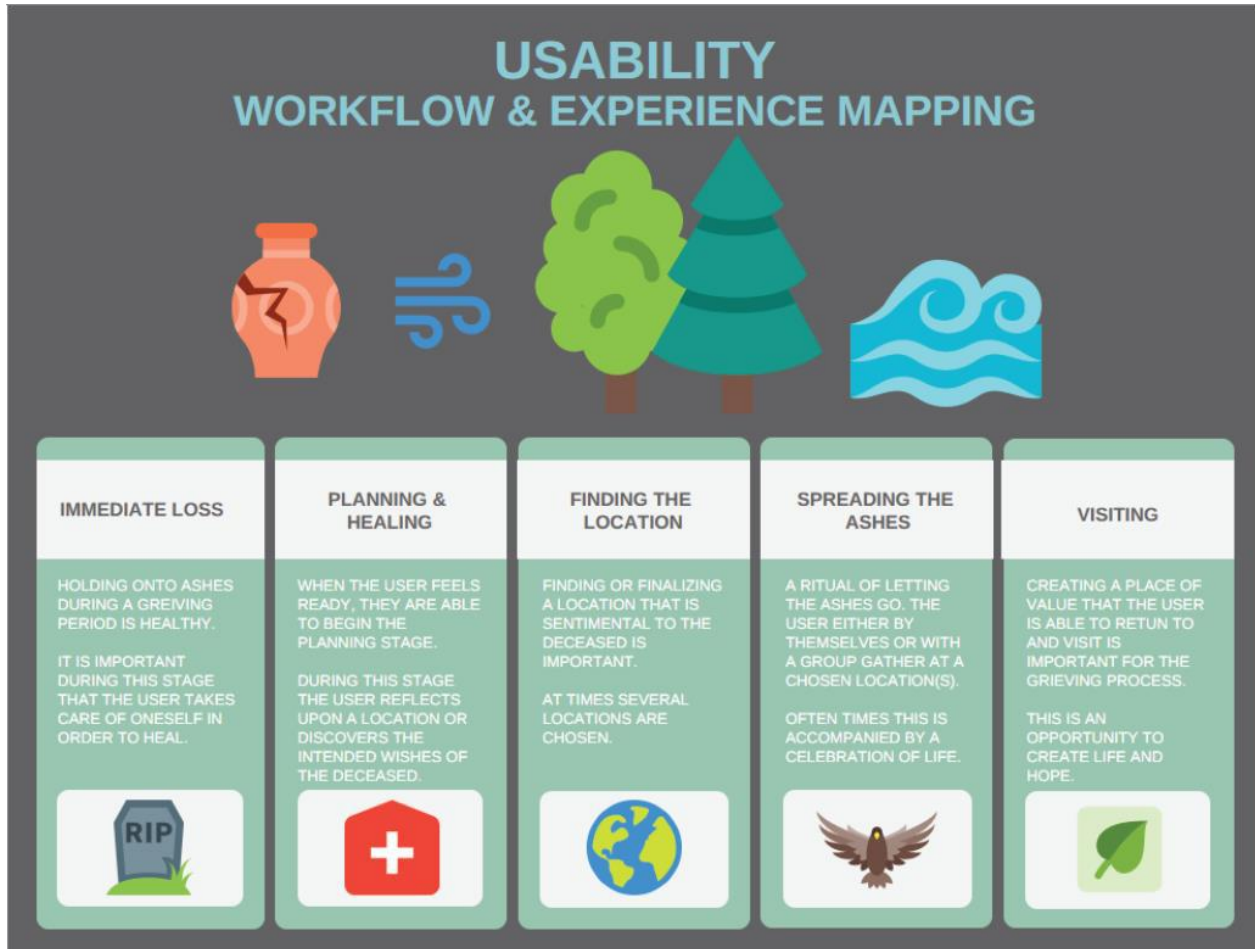 USABILITY
WORKFLOW & EXPERIENCE MAPPING
IMMEDIATE LOSS
HOLDING ONTO ASHES
DURING A GREIVING
PERIOD IS HEALTHY.
IT IS IMPORTANT
DURING THIS STAGE
THAT THE USER TAKES
CARE OF ONESELF IN
ORDER TO HEAL.
RIP
PLANNING &
HEALING
WHEN THE USER FEELS
READY, THEY ARE ABLE
TO BEGIN THE
PLANNING STAGE.
DURING THIS STAGE
THE USER REFLECTS
UPON A LOCATION OR
DISCOVERS THE
INTENDED WISHES OF
THE DECEASED.
FINDING THE
LOCATION
FINDING OR FINALIZING
A LOCATION THAT IS
SENTIMENTAL TO THE
DECEASED IS
IMPORTANT.
AT TIMES SEVERAL
LOCATIONS ARE
CHOSEN.
SPREADING THE
ASHES
A RITUAL OF LETTING
THE ASHES GO. THE
USER EITHER BY
THEMSELVES OR WITH
A GROUP GATHER AT A
CHOSEN LOCATION(S).
OFTEN TIMES THIS IS
ACCOMPANIED BY A
CELEBRATION OF LIFE.
VISITING
CREATING A PLACE OF
VALUE THAT THE USER
IS ABLE TO RETUN TO
AND VISIT IS
IMPORTANT FOR THE
GRIEVING PROCESS.
THIS IS AN
OPPORTUNITY TO
CREATE LIFE AND
HOPE.